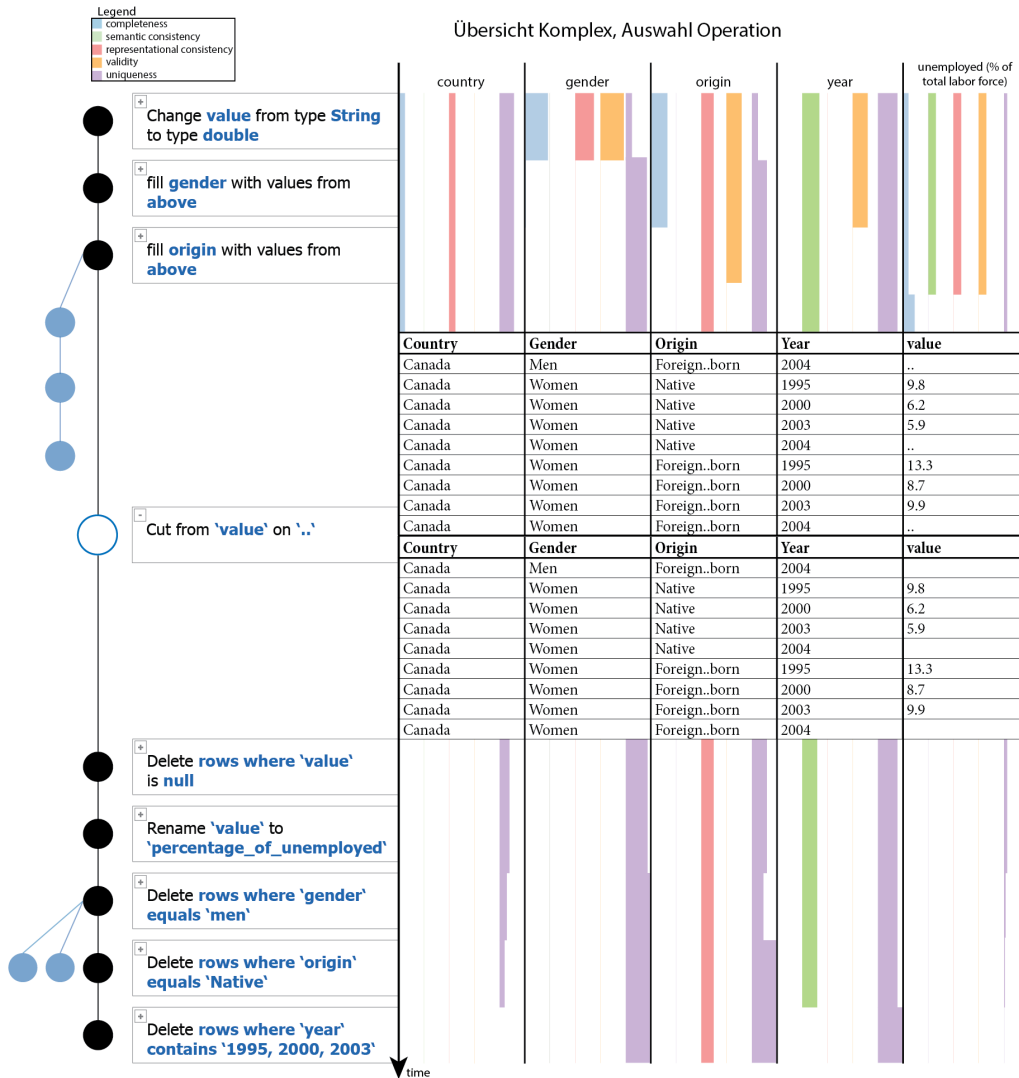 Legend
completeness
semantic consistency
representational consistency
validity
uniqueness
Übersicht Komplex, Auswahl Operation
country
gender
origin
year
unemployed (% of
total labor force)
+
Change value from type String
to type double
+
fill gender with values from
above
+
fill origin with values from
above
Country Gender Origin Year value
Canada Men Foreign..born 2004 ..
Canada Women Native 1995 9.8
Canada Women Native 2000 6.2
Canada Women Native 2003 5.9
Canada Women Native 2004 ..
Canada Women Foreign..born 1995 13.3
Canada Women Foreign..born 2000 8.7
Canada Women Foreign..born 2003 9.9
Canada Women Foreign..born 2004 ..
-
Cut from ‘value‘ on ‘..‘
Country Gender Origin Year value
Canada Men Foreign..born 2004
Canada Women Native 1995 9.8
Canada Women Native 2000 6.2
Canada Women Native 2003 5.9
Canada Women Native 2004
Canada Women Foreign..born 1995 13.3
Canada Women Foreign..born 2000 8.7
Canada Women Foreign..born 2003 9.9
Canada Women Foreign..born 2004
+
Delete rows where ‘value‘
is null
+
Rename ‘value‘ to
‘percentage_of_unemployed‘
+
Delete rows where ‘gender‘
equals ‘men‘
+
Delete rows where ‘origin‘
equals ‘Native‘
+
Delete rows where ‘year‘
contains ‘1995, 2000, 2003‘
time